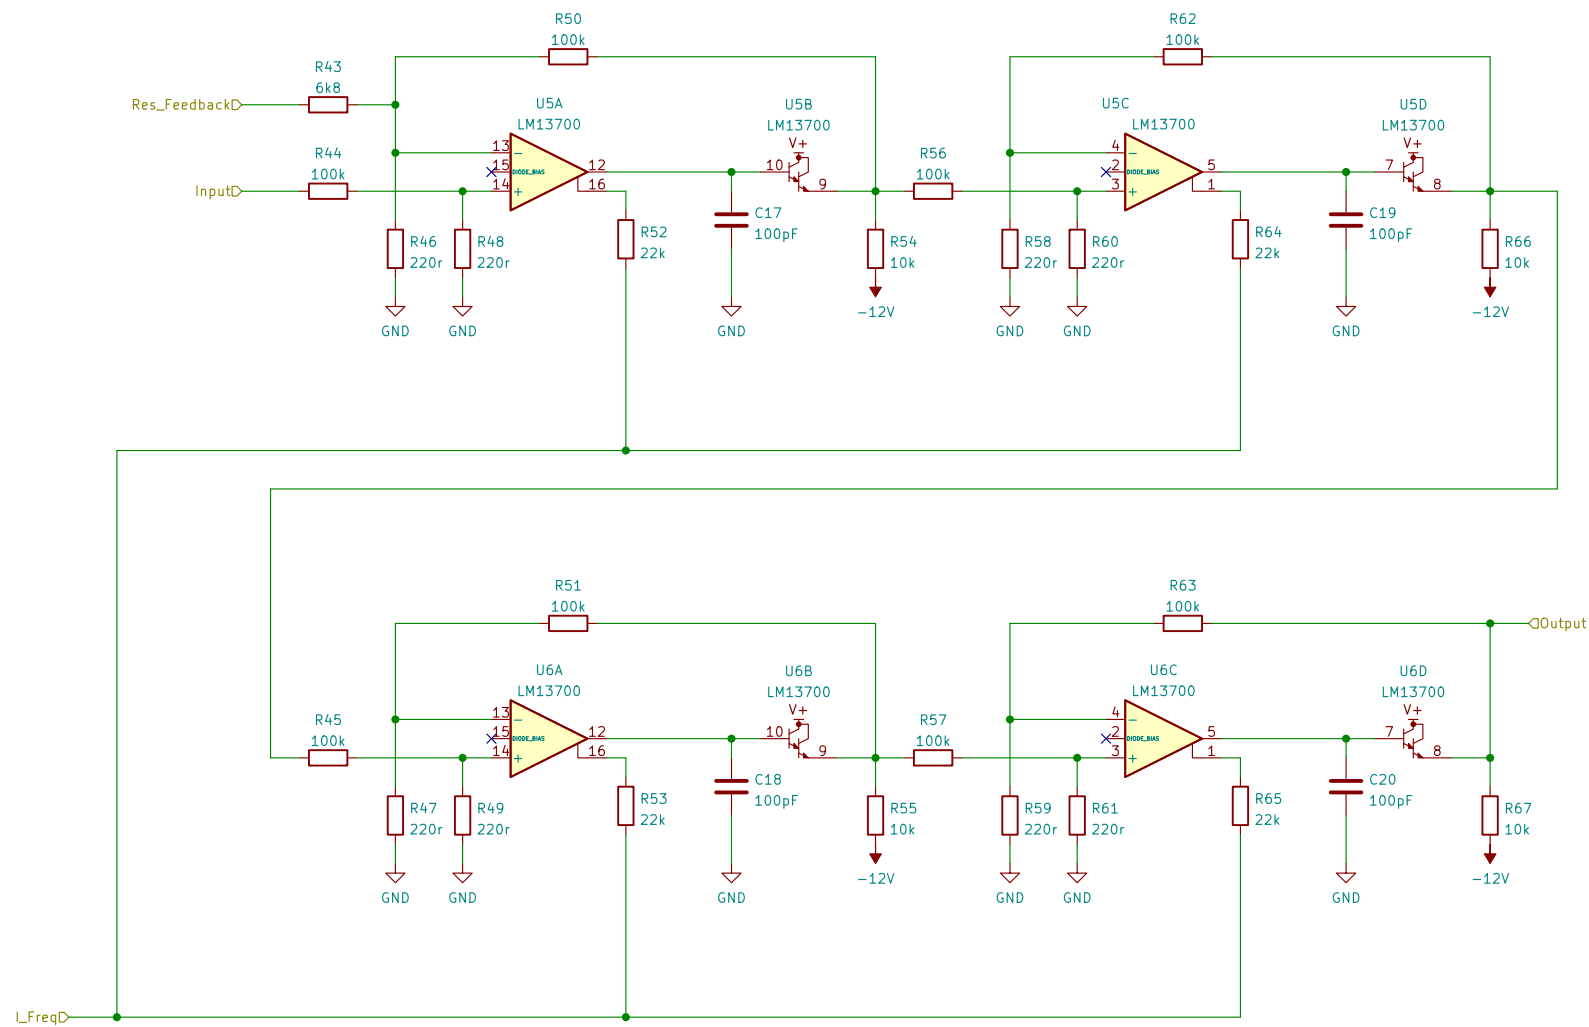 R50
100k
R62
100k
R43
6k8
Res_Feedback
U5A
LM13700
U5B
LM13700
V+
U5C
LM13700
U5D
LM13700
V+
R44
100k
Input
13
15
14
−
DIODE_BIAS
+
12
16
10
9
R56
100k
4
2
3
−
DIODE_BIAS
+
5
1
7
8
R46
220r
R48
220r
R52
22k
C17
100pF
R54
10k
R58
220r
R60
220r
R64
22k
C19
100pF
R66
10k
GND
GND
GND
-12V
GND
GND
GND
-12V
R51
100k
R63
100k
Output
U6A
LM13700
U6B
LM13700
V+
U6C
LM13700
U6D
LM13700
V+
R45
100k
13
15
14
−
DIODE_BIAS
+
12
16
10
9
R57
100k
4
2
3
−
DIODE_BIAS
+
5
1
7
8
R47
220r
R49
220r
R53
22k
C18
100pF
R55
10k
R59
220r
R61
220r
R65
22k
C20
100pF
R67
10k
GND
GND
GND
-12V
GND
GND
GND
-12V
I_Freq